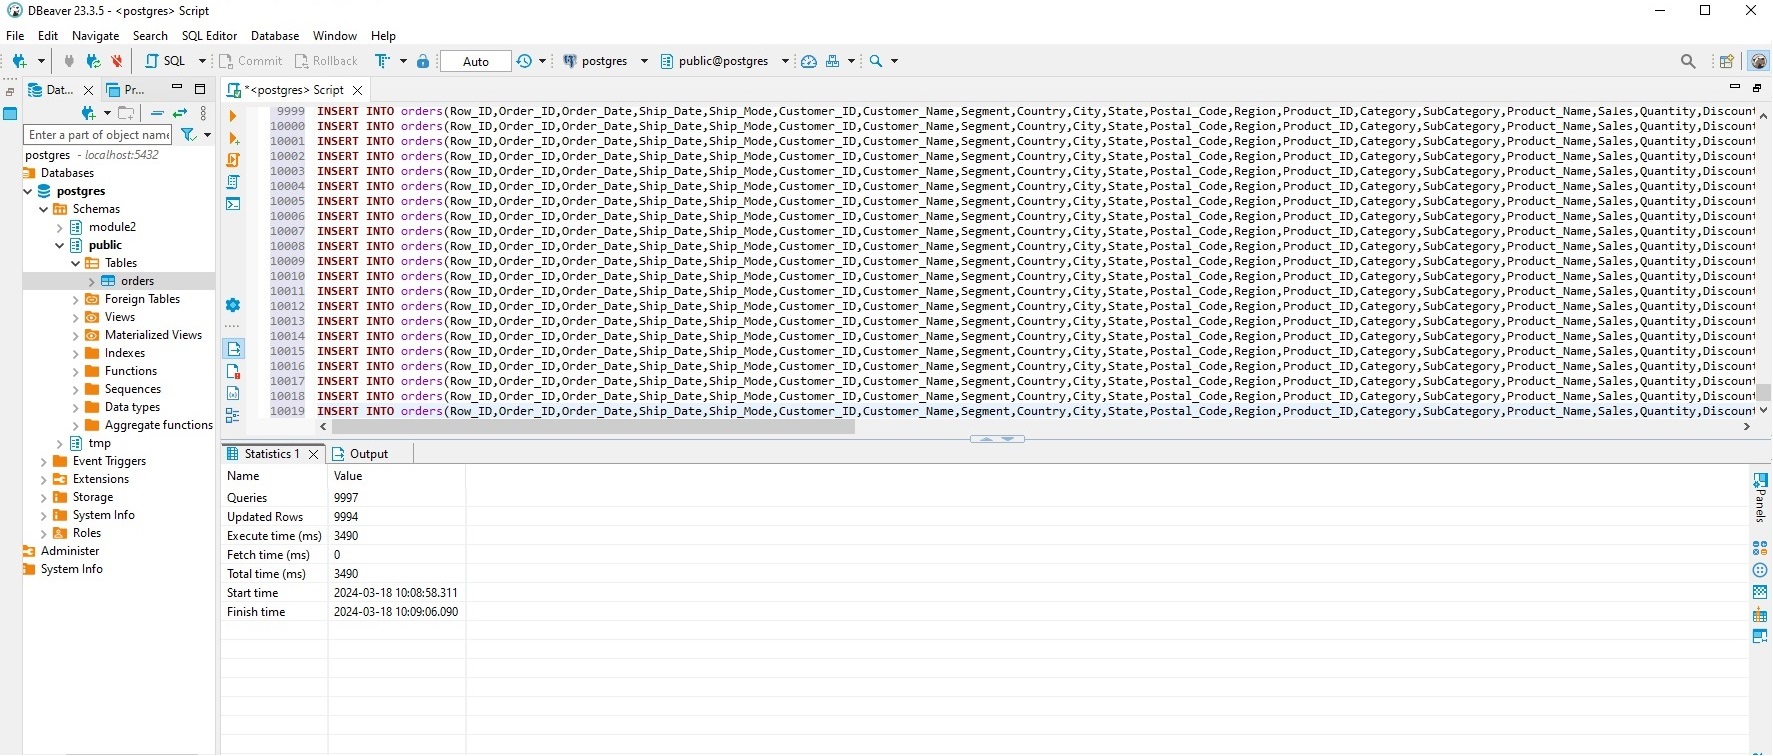 DBeaver 23.3.5 - <postgres> Script
File Edit Navigate Search SQL Editor Database Window Help
SQL Commit Rollback Auto postgres public@postgres
Dat... Pr... *<postgres> Script
Enter a part of object name
postgres - localhost:5432
Databases
postgres
Schemas
module2
public
Tables
orders
Foreign Tables
Views
Materialized Views
Indexes
Functions
Sequences
Data types
Aggregate functions
tmp
Event Triggers
Extensions
Storage
System Info
Roles
Administer
System Info
9999 INSERT INTO orders(Row_ID,Order_ID,Order_Date,Ship_Date,Ship_Mode,Customer_ID,Customer_Name,Segment,Country,City,State,Postal_Code,Region,Product_ID,Category,SubCategory,Product_Name,Sales,Quantity,Discount
10000 INSERT INTO orders(Row_ID,Order_ID,Order_Date,Ship_Date,Ship_Mode,Customer_ID,Customer_Name,Segment,Country,City,State,Postal_Code,Region,Product_ID,Category,SubCategory,Product_Name,Sales,Quantity,Discount
10001 INSERT INTO orders(Row_ID,Order_ID,Order_Date,Ship_Date,Ship_Mode,Customer_ID,Customer_Name,Segment,Country,City,State,Postal_Code,Region,Product_ID,Category,SubCategory,Product_Name,Sales,Quantity,Discount
10002 INSERT INTO orders(Row_ID,Order_ID,Order_Date,Ship_Date,Ship_Mode,Customer_ID,Customer_Name,Segment,Country,City,State,Postal_Code,Region,Product_ID,Category,SubCategory,Product_Name,Sales,Quantity,Discount
10003 INSERT INTO orders(Row_ID,Order_ID,Order_Date,Ship_Date,Ship_Mode,Customer_ID,Customer_Name,Segment,Country,City,State,Postal_Code,Region,Product_ID,Category,SubCategory,Product_Name,Sales,Quantity,Discount
10004 INSERT INTO orders(Row_ID,Order_ID,Order_Date,Ship_Date,Ship_Mode,Customer_ID,Customer_Name,Segment,Country,City,State,Postal_Code,Region,Product_ID,Category,SubCategory,Product_Name,Sales,Quantity,Discount
10005 INSERT INTO orders(Row_ID,Order_ID,Order_Date,Ship_Date,Ship_Mode,Customer_ID,Customer_Name,Segment,Country,City,State,Postal_Code,Region,Product_ID,Category,SubCategory,Product_Name,Sales,Quantity,Discount
10006 INSERT INTO orders(Row_ID,Order_ID,Order_Date,Ship_Date,Ship_Mode,Customer_ID,Customer_Name,Segment,Country,City,State,Postal_Code,Region,Product_ID,Category,SubCategory,Product_Name,Sales,Quantity,Discount
10007 INSERT INTO orders(Row_ID,Order_ID,Order_Date,Ship_Date,Ship_Mode,Customer_ID,Customer_Name,Segment,Country,City,State,Postal_Code,Region,Product_ID,Category,SubCategory,Product_Name,Sales,Quantity,Discount
10008 INSERT INTO orders(Row_ID,Order_ID,Order_Date,Ship_Date,Ship_Mode,Customer_ID,Customer_Name,Segment,Country,City,State,Postal_Code,Region,Product_ID,Category,SubCategory,Product_Name,Sales,Quantity,Discount
10009 INSERT INTO orders(Row_ID,Order_ID,Order_Date,Ship_Date,Ship_Mode,Customer_ID,Customer_Name,Segment,Country,City,State,Postal_Code,Region,Product_ID,Category,SubCategory,Product_Name,Sales,Quantity,Discount
10010 INSERT INTO orders(Row_ID,Order_ID,Order_Date,Ship_Date,Ship_Mode,Customer_ID,Customer_Name,Segment,Country,City,State,Postal_Code,Region,Product_ID,Category,SubCategory,Product_Name,Sales,Quantity,Discount
10011 INSERT INTO orders(Row_ID,Order_ID,Order_Date,Ship_Date,Ship_Mode,Customer_ID,Customer_Name,Segment,Country,City,State,Postal_Code,Region,Product_ID,Category,SubCategory,Product_Name,Sales,Quantity,Discount
10012 INSERT INTO orders(Row_ID,Order_ID,Order_Date,Ship_Date,Ship_Mode,Customer_ID,Customer_Name,Segment,Country,City,State,Postal_Code,Region,Product_ID,Category,SubCategory,Product_Name,Sales,Quantity,Discount
10013 INSERT INTO orders(Row_ID,Order_ID,Order_Date,Ship_Date,Ship_Mode,Customer_ID,Customer_Name,Segment,Country,City,State,Postal_Code,Region,Product_ID,Category,SubCategory,Product_Name,Sales,Quantity,Discount
10014 INSERT INTO orders(Row_ID,Order_ID,Order_Date,Ship_Date,Ship_Mode,Customer_ID,Customer_Name,Segment,Country,City,State,Postal_Code,Region,Product_ID,Category,SubCategory,Product_Name,Sales,Quantity,Discount
10015 INSERT INTO orders(Row_ID,Order_ID,Order_Date,Ship_Date,Ship_Mode,Customer_ID,Customer_Name,Segment,Country,City,State,Postal_Code,Region,Product_ID,Category,SubCategory,Product_Name,Sales,Quantity,Discount
10016 INSERT INTO orders(Row_ID,Order_ID,Order_Date,Ship_Date,Ship_Mode,Customer_ID,Customer_Name,Segment,Country,City,State,Postal_Code,Region,Product_ID,Category,SubCategory,Product_Name,Sales,Quantity,Discount
10017 INSERT INTO orders(Row_ID,Order_ID,Order_Date,Ship_Date,Ship_Mode,Customer_ID,Customer_Name,Segment,Country,City,State,Postal_Code,Region,Product_ID,Category,SubCategory,Product_Name,Sales,Quantity,Discount
10018 INSERT INTO orders(Row_ID,Order_ID,Order_Date,Ship_Date,Ship_Mode,Customer_ID,Customer_Name,Segment,Country,City,State,Postal_Code,Region,Product_ID,Category,SubCategory,Product_Name,Sales,Quantity,Discount
10019 INSERT INTO orders(Row_ID,Order_ID,Order_Date,Ship_Date,Ship_Mode,Customer_ID,Customer_Name,Segment,Country,City,State,Postal_Code,Region,Product_ID,Category,SubCategory,Product_Name,Sales,Quantity,Discount
Statistics 1 Output
Name Value
Queries 9997
Updated Rows 9994
Execute time (ms) 3490
Fetch time (ms) 0
Total time (ms) 3490
Start time 2024-03-18 10:08:58.311
Finish time 2024-03-18 10:09:06.090
Panels